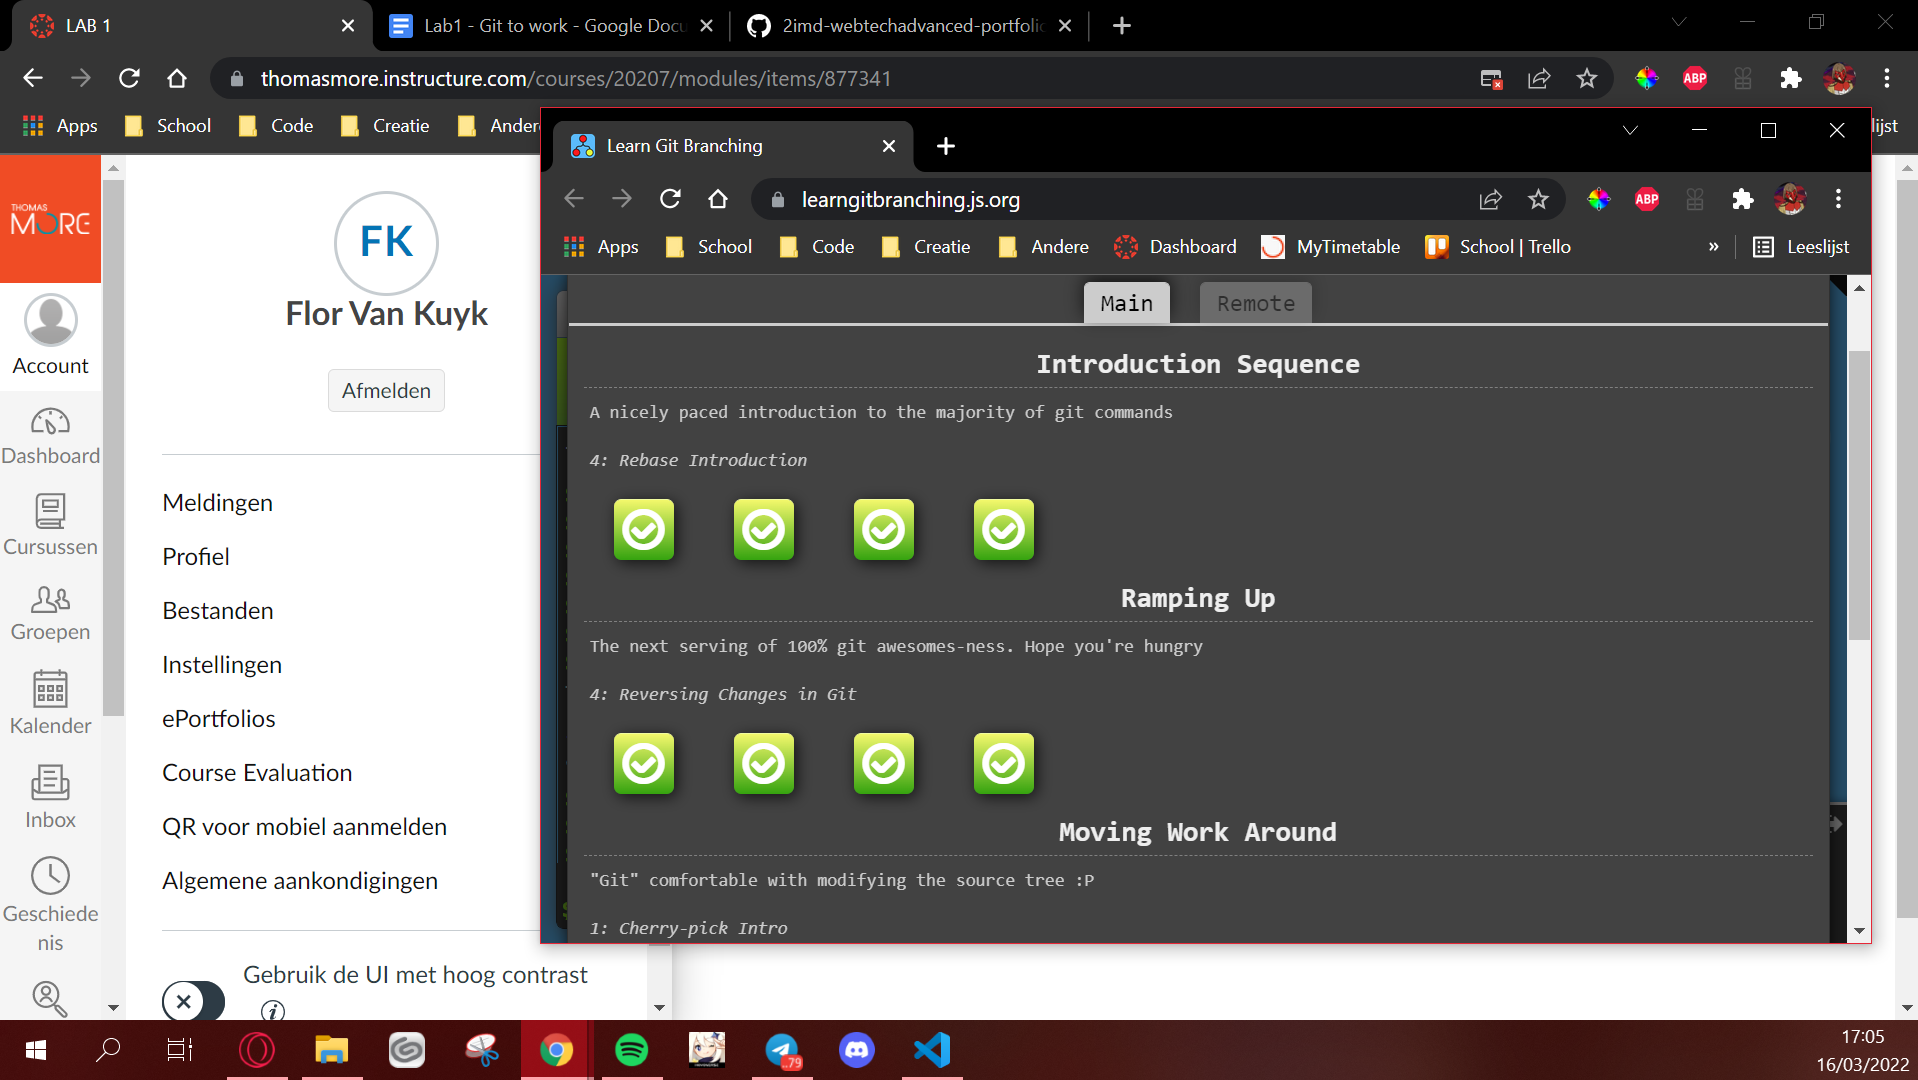 LAB 1
Lab1 - Git to work - Google Docu
2imd-webtechadvanced-portfolio
thomasmore.instructure.com/courses/20207/modules/items/877341
ABP
Apps
School
Code
Creatie
Ander
lijst
Learn Git Branching
learngitbranching.js.org
ABP
Apps
School
Code
Creatie
Andere
Dashboard
MyTimetable
School | Trello
»
Leeslijst
THOMAS
MORE
Account
Dashboard
Cursussen
Groepen
Kalender
Inbox
Geschiede
nis
FK
Flor Van Kuyk
Afmelden
Meldingen
Profiel
Bestanden
Instellingen
ePortfolios
Course Evaluation
QR voor mobiel aanmelden
Algemene aankondigingen
Gebruik de UI met hoog contrast
Main
Remote
Introduction Sequence
A nicely paced introduction to the majority of git commands
4: Rebase Introduction
Ramping Up
The next serving of 100% git awesomes-ness. Hope you're hungry
4: Reversing Changes in Git
Moving Work Around
"Git" comfortable with modifying the source tree :P
1: Cherry-pick Intro
..79
17:05
16/03/2022